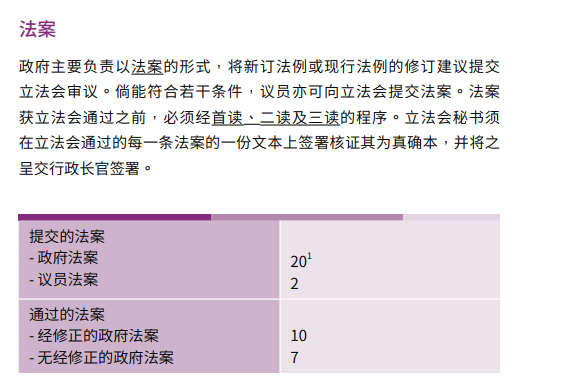 法案
政府主要负责以法案的形式，将新订法例或现行法例的修订建议提交
立法会审议。倘能符合若干条件，议员亦可向立法会提交法案。法案
获立法会通过之前，必须经首读、二读及三读的程序。立法会秘书须
在立法会通过的每一条法案的一份文本上签署核证其为真确本，并将之
呈交行政长官签署。
提交的法案
- 政府法案 20¹
- 议员法案 2
通过的法案
- 经修正的政府法案 10
- 无经修正的政府法案 7